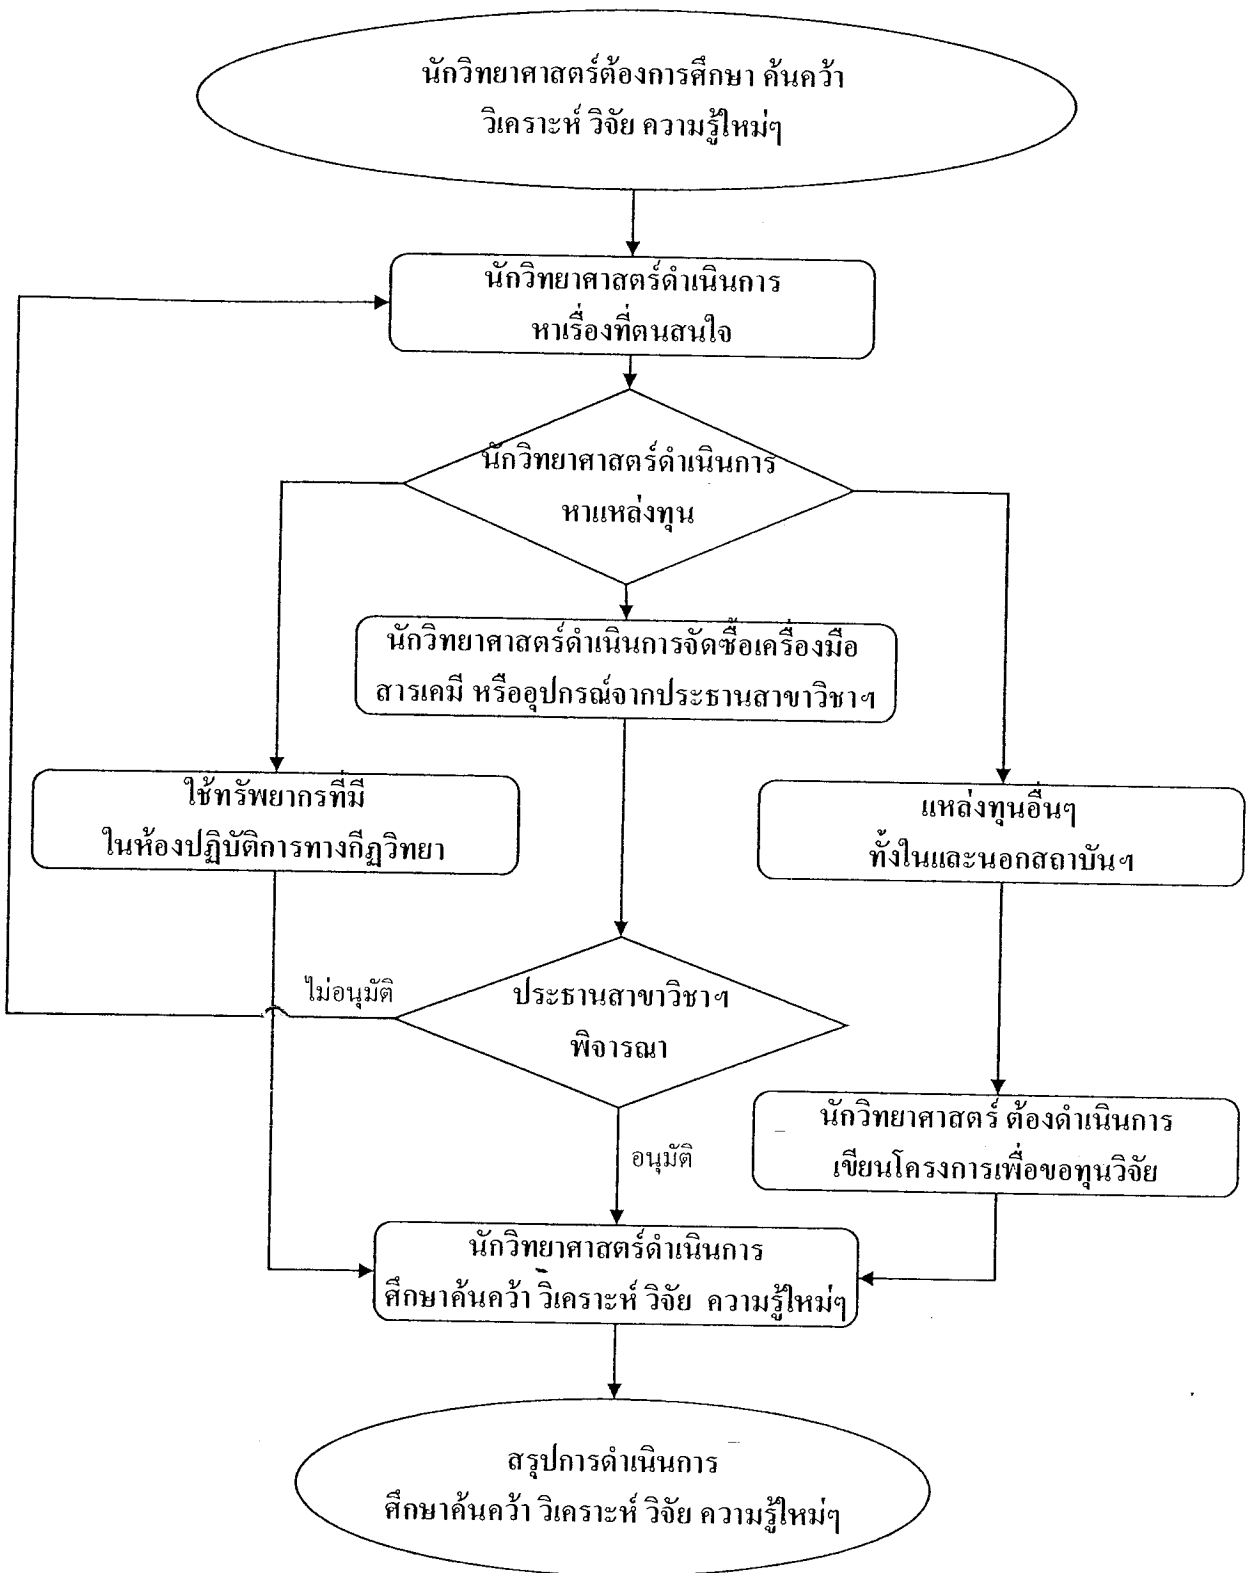 นักวิทยาศาสตร์ต้องการศึกษา ค้นคว้า
วิเคราะห์ วิจัย ความรู้ใหม่ๆ
นักวิทยาศาสตร์ดำเนินการ
หาเรื่องที่ตนสนใจ
นักวิทยาศาสตร์ดำเนินการ
หาแหล่งทุน
นักวิทยาศาสตร์ดำเนินการจัดซื้อเครื่องมือ
สารเคมี หรืออุปกรณ์จากประธานสาขาวิชาฯ
ใช้ทรัพยากรที่มี
ในห้องปฏิบัติการทางกีฏวิทยา
แหล่งทุนอื่นๆ
ทั้งในและนอกสถาบันฯ
ไม่อนุมัติ
ประธานสาขาวิชาฯ
พิจารณา
อนุมัติ
นักวิทยาศาสตร์ ต้องดำเนินการ
เขียนโครงการเพื่อขอทุนวิจัย
นักวิทยาศาสตร์ดำเนินการ
ศึกษาค้นคว้า วิเคราะห์ วิจัย ความรู้ใหม่ๆ
สรุปการดำเนินการ
ศึกษาค้นคว้า วิเคราะห์ วิจัย ความรู้ใหม่ๆ